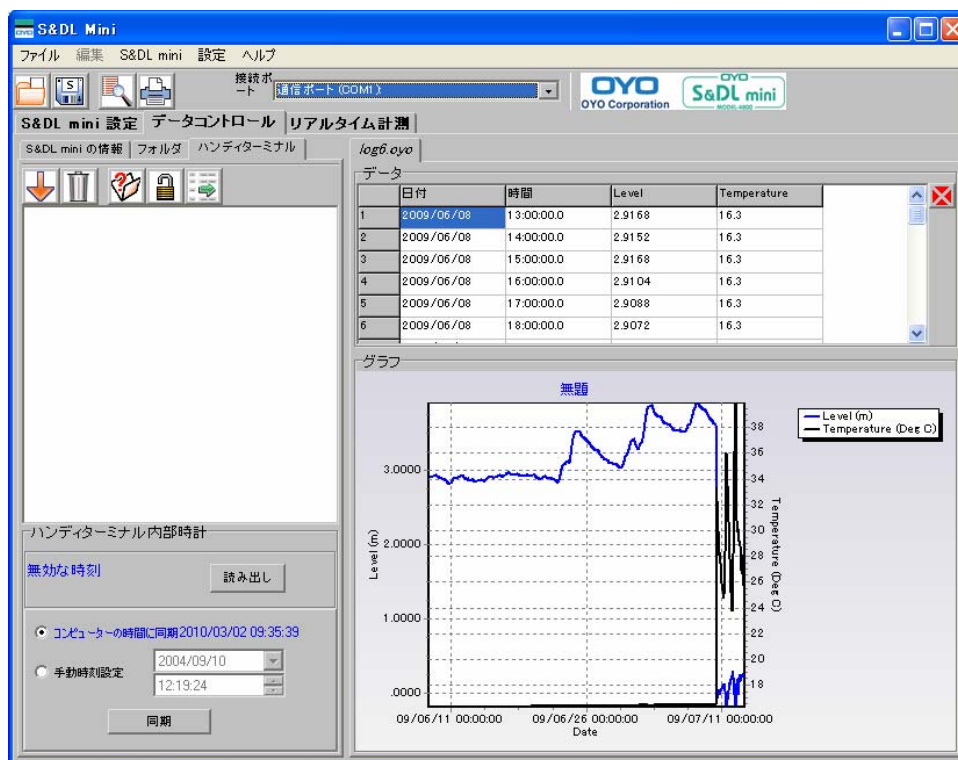 S&DL Mini
ファイル 編集 S&DL mini 設定 ヘルプ
接続ポート 通信ポート (COM1):
OYO
OYO Corporation
OYO
S&DL mini
MODEL-4800
S&DL mini 設定 データコントロール リアルタイム計測
S&DL mini の情報 フォルダ ハンディターミナル
log6.oyo
データ
日付 時間 Level Temperature
1 2009/06/08 13:00:00.0 2.9168 16.3
2 2009/06/08 14:00:00.0 2.9152 16.3
3 2009/06/08 15:00:00.0 2.9168 16.3
4 2009/06/08 16:00:00.0 2.9104 16.3
5 2009/06/08 17:00:00.0 2.9088 16.3
6 2009/06/08 18:00:00.0 2.9072 16.3
ハンディターミナル内部時計
無効な時刻
読み出し
コンピューターの時間に同期2010/03/02 09:35:39
手動時刻設定
2004/09/10
12:19:24
同期
グラフ
無題
Level (m)
Temperature (Deg C)
3.0000
2.0000
1.0000
.0000
Level (m)
38
36
34
32
30
28
26
24
22
20
18
Temperature (Deg C)
09/06/11 00:00:00
09/06/26 00:00:00
09/07/11 00:00:00
Date